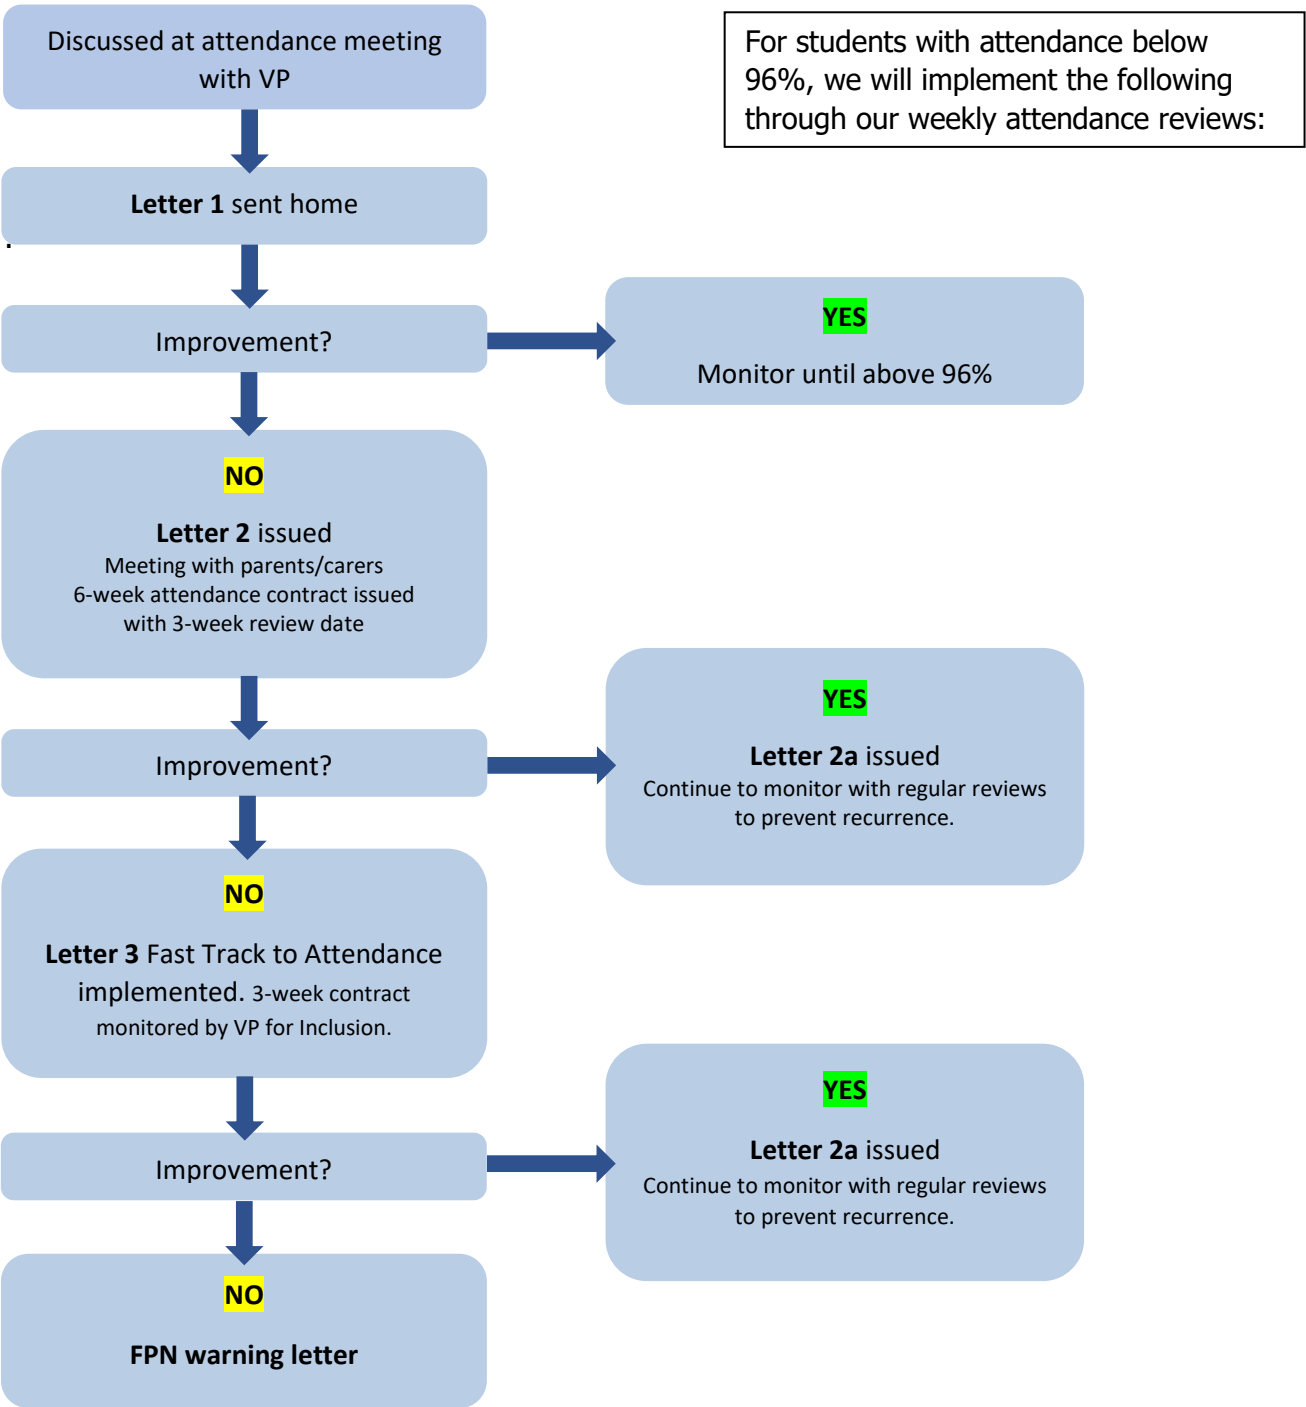 Discussed at attendance meeting
with VP
For students with attendance below
96%, we will implement the following
through our weekly attendance reviews:
Letter 1 sent home
.
Improvement?
YES
Monitor until above 96%
NO
Letter 2 issued
Meeting with parents/carers
6-week attendance contract issued
with 3-week review date
Improvement?
YES
Letter 2a issued
Continue to monitor with regular reviews
to prevent recurrence.
NO
Letter 3 Fast Track to Attendance
implemented. 3-week contract
monitored by VP for Inclusion.
Improvement?
YES
Letter 2a issued
Continue to monitor with regular reviews
to prevent recurrence.
NO
FPN warning letter